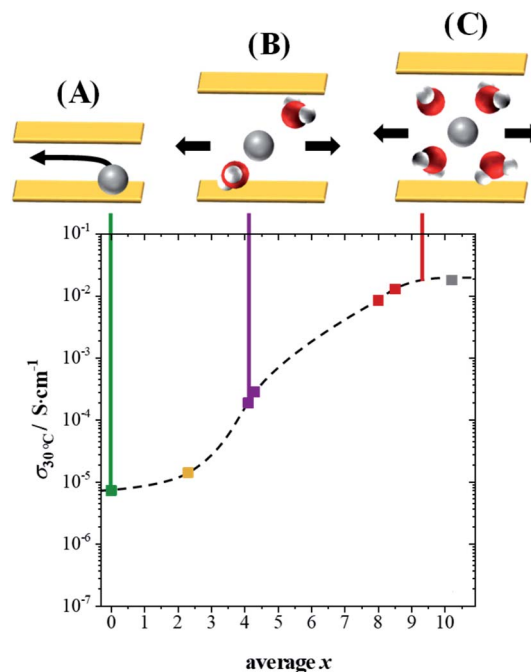 (A)
(B)
(C)
10⁻¹
10⁻²
10⁻³
10⁻⁴
10⁻⁵
10⁻⁶
10⁻⁷
σ30°C / S·cm⁻¹
0 1 2 3 4 5 6 7 8 9 10
average x